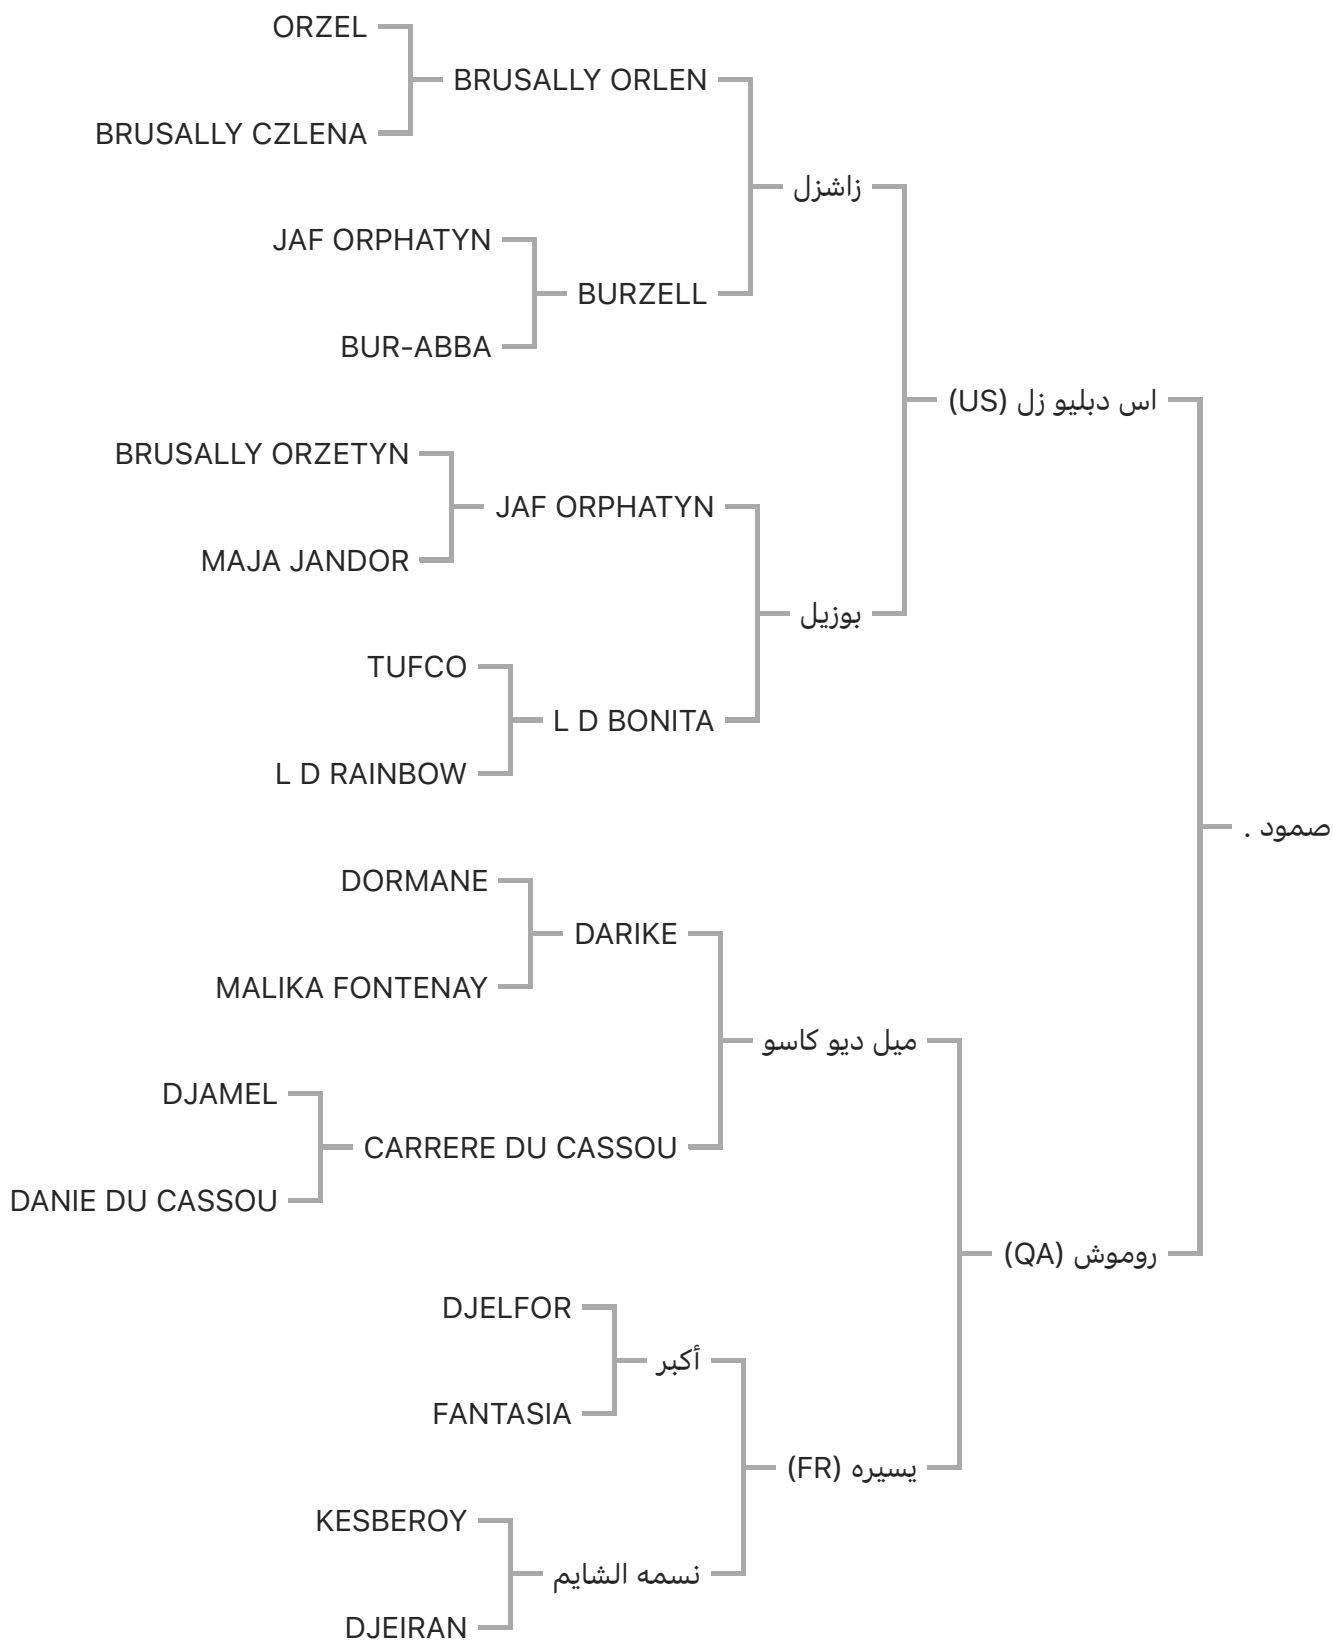 ORZEL
BRUSALLY ORLEN
BRUSALLY CZLENA
زاشزل
JAF ORPHATYN
BURZELL
BUR-ABBA
اس دبليو زل (US)
BRUSALLY ORZETYN
JAF ORPHATYN
MAJA JANDOR
بوزيل
TUFCO
L D BONITA
L D RAINBOW
صمود .
DORMANE
DARIKE
MALIKA FONTENAY
ميل ديو كاسو
DJAMEL
CARRERE DU CASSOU
DANIE DU CASSOU
روموش (QA)
DJELFOR
أكبر
FANTASIA
يسيره (FR)
KESBEROY
نسمه الشايم
DJEIRAN